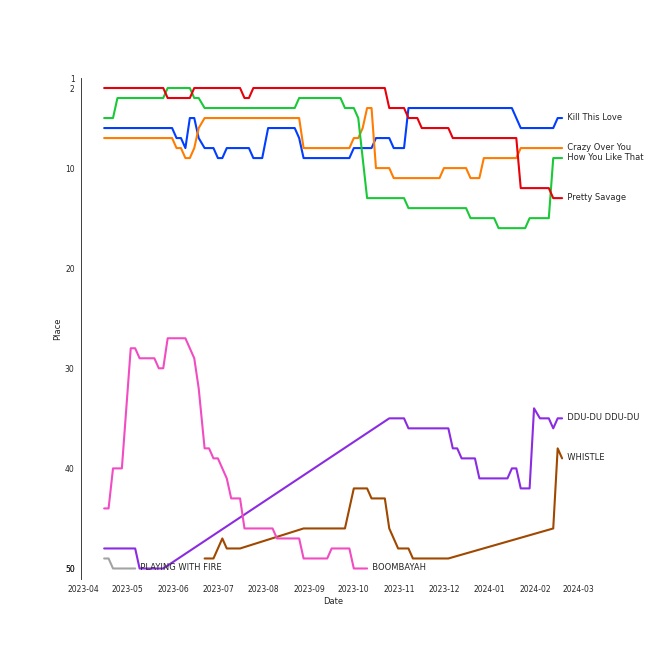 1
2
10
20
30
40
50
Place
Kill This Love
Crazy Over You
How You Like That
Pretty Savage
DDU-DU DDU-DU
WHISTLE
PLAYING WITH FIRE
BOOMBAYAH
2023-04 2023-05 2023-06 2023-07 2023-08 2023-09 2023-10 2023-11 2023-12 2024-01 2024-02 2024-03
Date